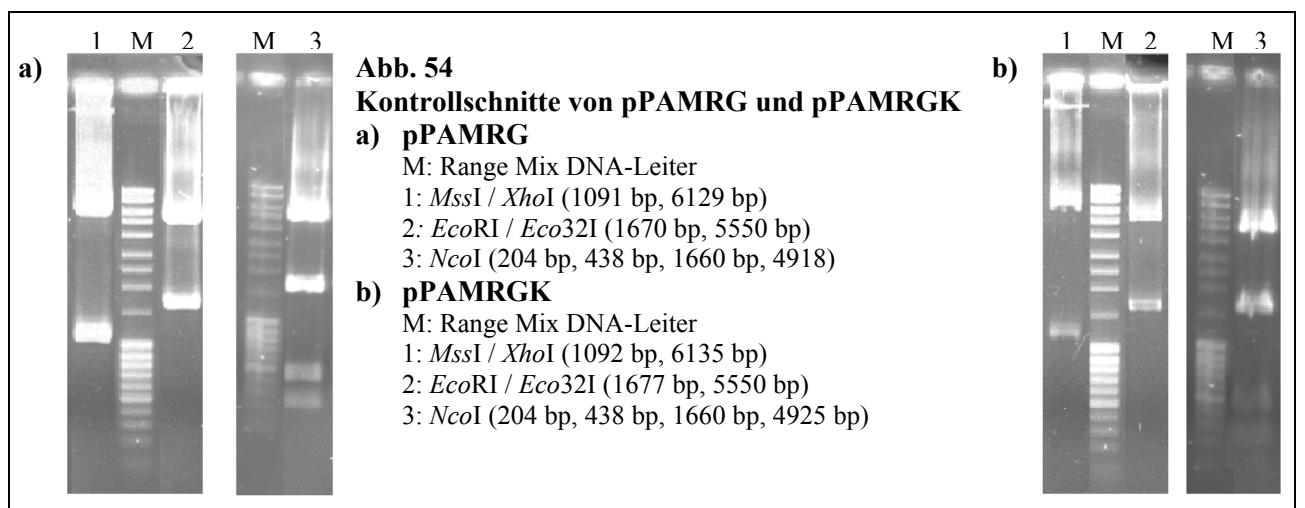 a)
1 M 2
M 3
Abb. 54
Kontrollschnitte von pPAMRG und pPAMRGK
a) pPAMRG
M: Range Mix DNA-Leiter
1: MssI / XhoI (1091 bp, 6129 bp)
2: EcoRI / Eco32I (1670 bp, 5550 bp)
3: NcoI (204 bp, 438 bp, 1660 bp, 4918)
b) pPAMRGK
M: Range Mix DNA-Leiter
1: MssI / XhoI (1092 bp, 6135 bp)
2: EcoRI / Eco32I (1677 bp, 5550 bp)
3: NcoI (204 bp, 438 bp, 1660 bp, 4925 bp)
b)
1 M 2
M 3